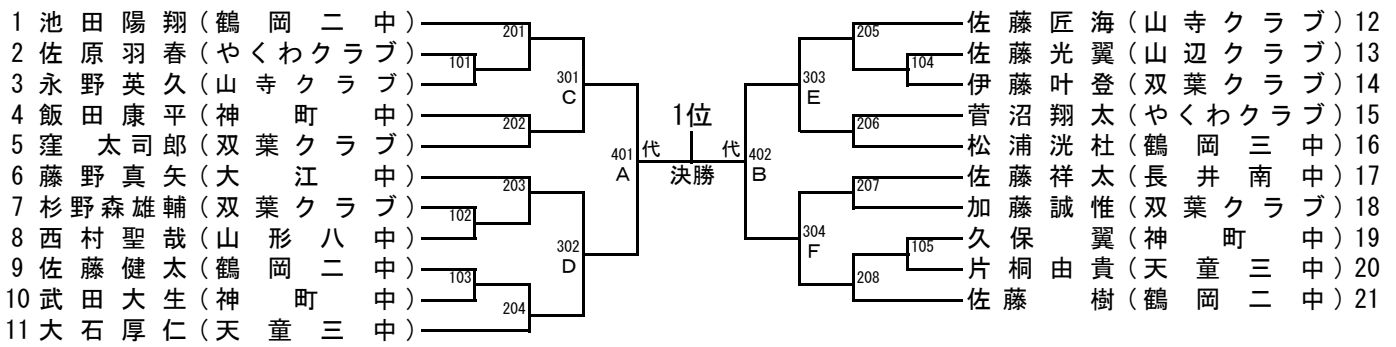 1 池田陽翔(鶴岡二中)
2 佐原羽春(やくわクラブ)
3 永野英久(山寺クラブ)
4 飯田康平(神町中)
5 窪太司郎(双葉クラブ)
6 藤野真矢(大江中)
7 杉野森雄輔(双葉クラブ)
8 西村聖哉(山形八中)
9 佐藤健太(鶴岡二中)
10 武田大生(神町中)
11 大石厚仁(天童三中)
201
101
301
C
202
401
A
203
102
302
D
103
204
代
1位
決勝
代
402
B
205
104
303
E
206
207
304
F
105
208
佐藤匠海(山寺クラブ) 12
佐藤光翼(山辺クラブ) 13
伊藤叶登(双葉クラブ) 14
菅沼翔太(やくわクラブ) 15
松浦洸杜(鶴岡三中) 16
佐藤祥太(長井南中) 17
加藤誠惟(双葉クラブ) 18
久保翼(神町中) 19
片桐由貴(天童三中) 20
佐藤樹(鶴岡二中) 21